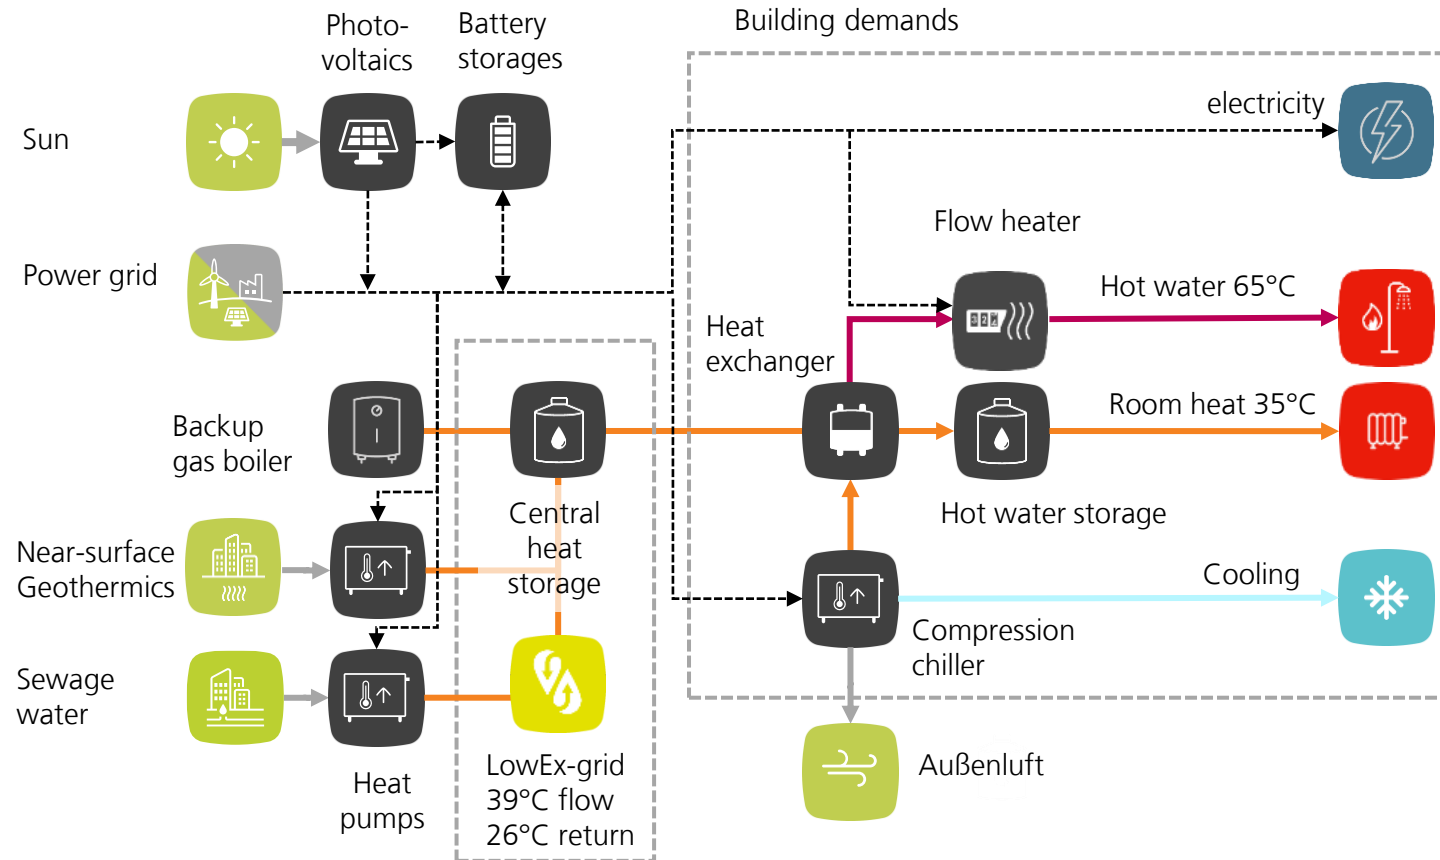 Building demands
Photo-
voltaics
Battery
storages
electricity
Sun
Flow heater
Power grid
Hot water 65°C
Heat
exchanger
Room heat 35°C
Backup
gas boiler
Central
heat
storage
Hot water storage
Near-surface
Geothermics
Cooling
Compression
chiller
Sewage
water
Heat
pumps
LowEx-grid
39°C flow
26°C return
Außenluft